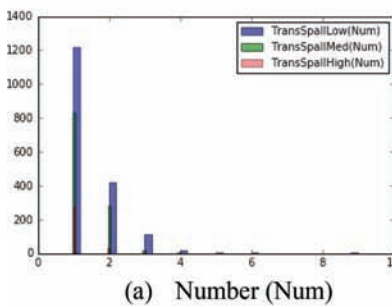 1400
1200
1000
800
600
400
200
0
TransSpallLow(Num)
TransSpallMed(Num)
TransSpallHigh(Num)
0 2 4 6 8 1
(a) Number (Num)